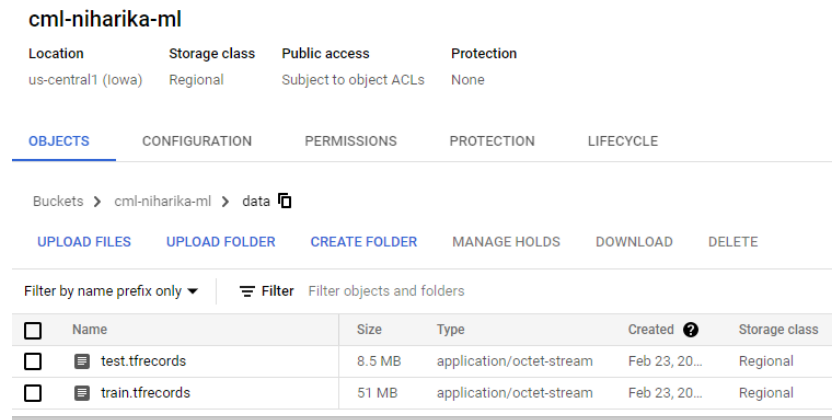 cml-niharika-ml
Location Storage class Public access Protection
us-central1 (Iowa) Regional Subject to object ACLs None
OBJECTS CONFIGURATION PERMISSIONS PROTECTION LIFECYCLE
Buckets > cml-niharika-ml > data
UPLOAD FILES UPLOAD FOLDER CREATE FOLDER MANAGE HOLDS DOWNLOAD DELETE
Filter by name prefix only Filter Filter objects and folders
Name Size Type Created ? Storage class
test.tfrecords 8.5 MB application/octet-stream Feb 23, 20... Regional
train.tfrecords 51 MB application/octet-stream Feb 23, 20... Regional